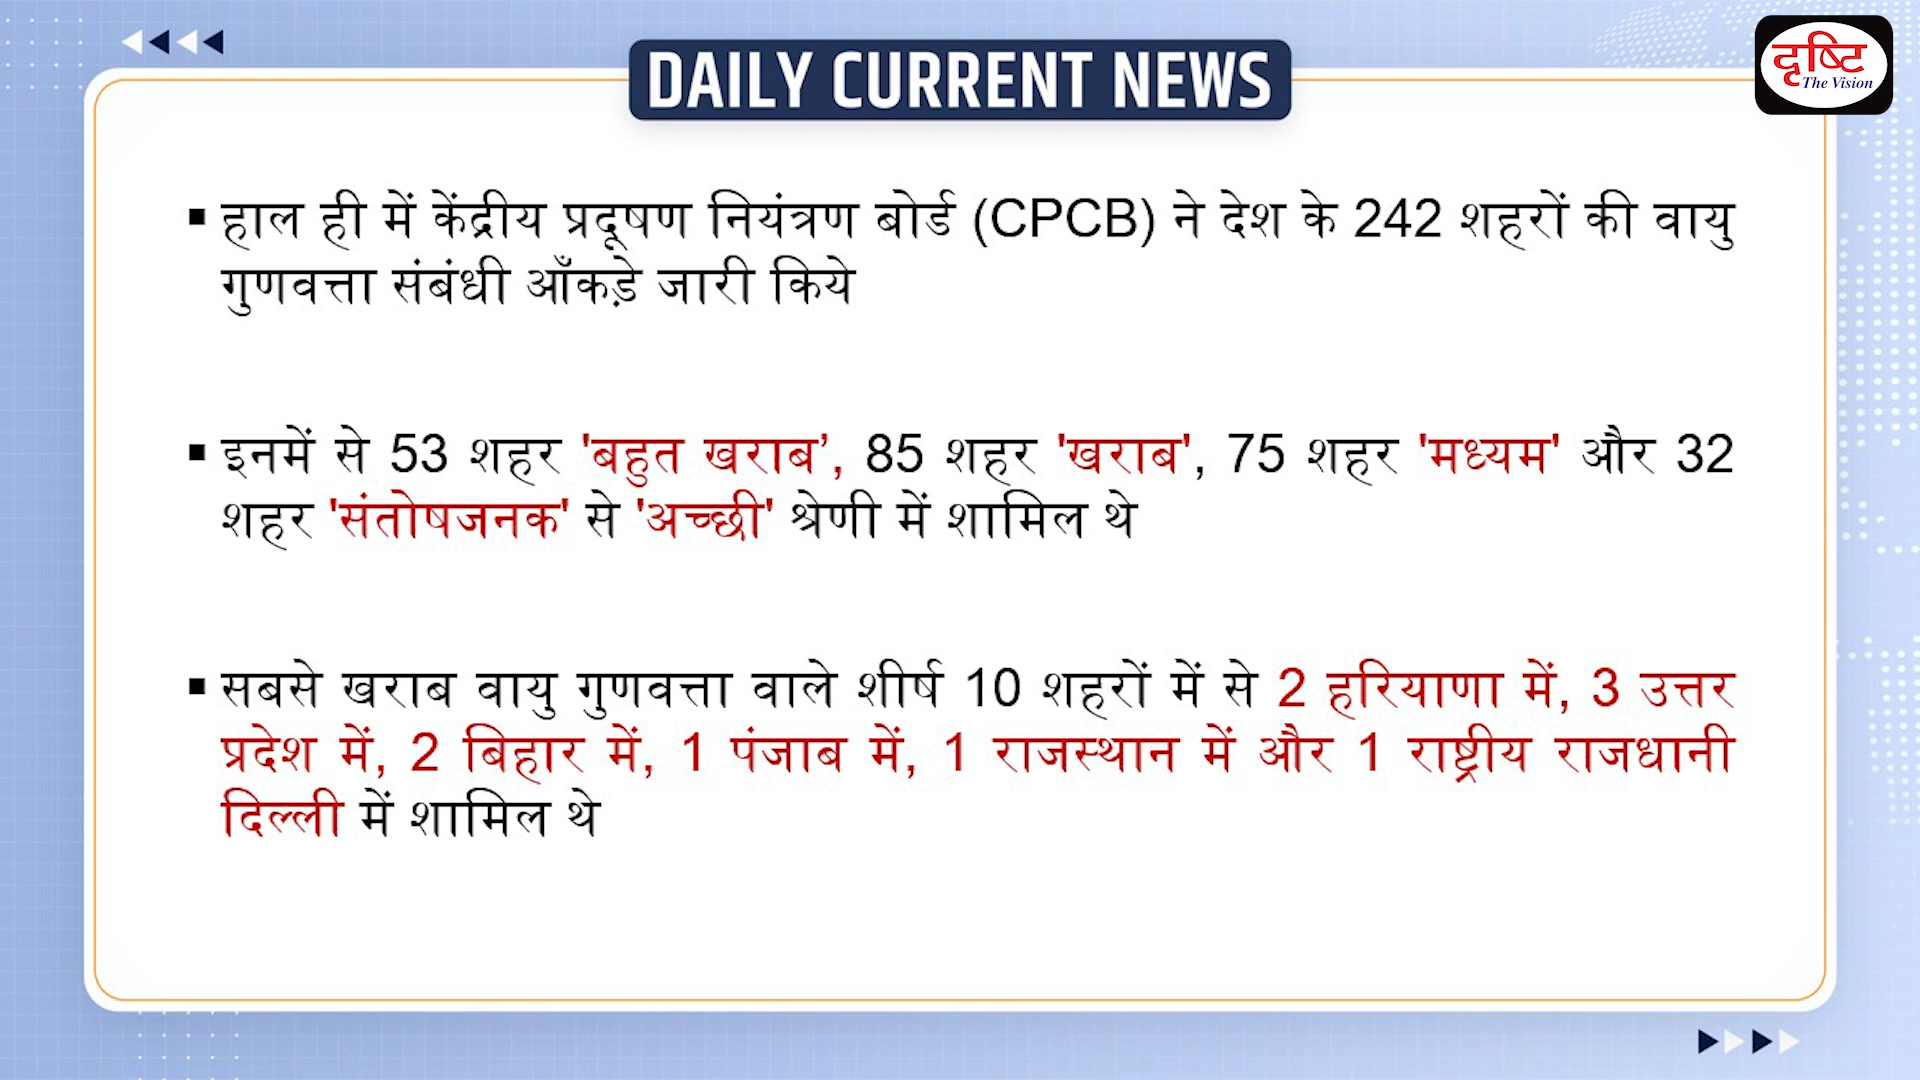 DAILY CURRENT NEWS
दृष्टि
The Vision
▪ हाल ही में केंद्रीय प्रदूषण नियंत्रण बोर्ड (CPCB) ने देश के 242 शहरों की वायु
गुणवत्ता संबंधी आँकड़े जारी किये
▪ इनमें से 53 शहर 'बहुत खराब’, 85 शहर 'खराब', 75 शहर 'मध्यम' और 32
शहर 'संतोषजनक' से 'अच्छी' श्रेणी में शामिल थे
▪ सबसे खराब वायु गुणवत्ता वाले शीर्ष 10 शहरों में से 2 हरियाणा में, 3 उत्तर
प्रदेश में, 2 बिहार में, 1 पंजाब में, 1 राजस्थान में और 1 राष्ट्रीय राजधानी
दिल्ली में शामिल थे